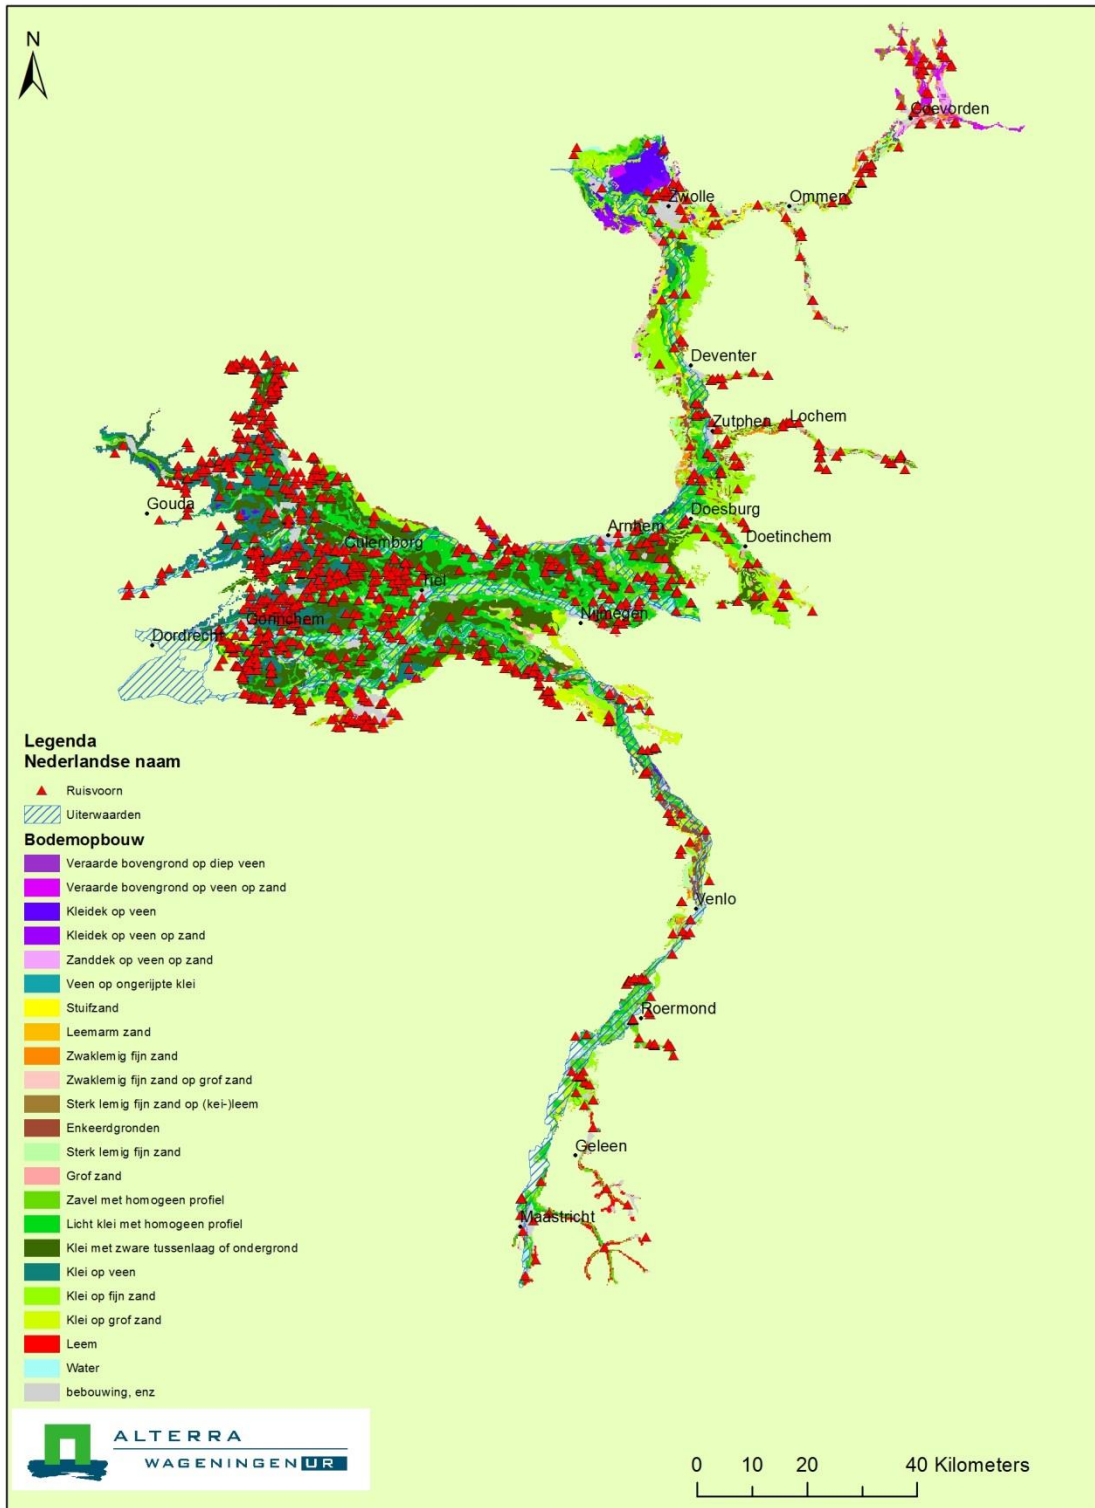 N
Coevorden
Zwolle
Ommen
Deventer
Zutphen
Lochem
Gouda
Doesburg
Arnhem
Doetinchem
Culemborg
Tiel
Nijmegen
Gorinchem
Dordrecht
Venlo
Roermond
Geleen
Maastricht
Legenda
Nederlandse naam
Ruisvoorn
Uiterwaarden
Bodemopbouw
Veraarde bovengrond op diep veen
Veraarde bovengrond op veen op zand
Kleidek op veen
Kleidek op veen op zand
Zanddek op veen op zand
Veen op ongerijpte klei
Stuifzand
Leemarm zand
Zwaklemig fijn zand
Zwaklemig fijn zand op grof zand
Sterk lemig fijn zand op (kei-)leem
Enkeerdgronden
Sterk lemig fijn zand
Grof zand
Zavel met homogeen profiel
Licht klei met homogeen profiel
Klei met zware tussenlaag of ondergrond
Klei op veen
Klei op fijn zand
Klei op grof zand
Leem
Water
bebouwing, enz
ALTERRA
WAGENINGEN UR
0 10 20 40 Kilometers